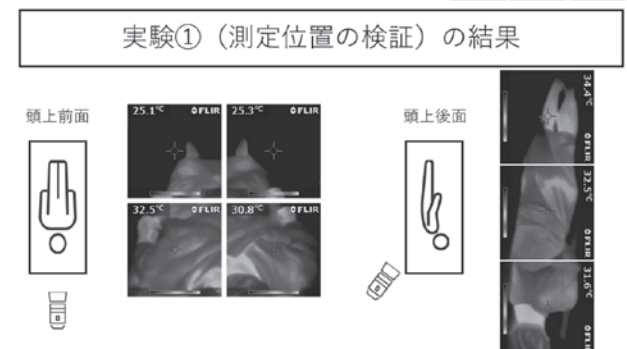 実験①（測定位置の検証）の結果
頭上前面
25.1℃ FLIR
25.3℃ FLIR
32.5℃ FLIR
30.8℃ FLIR
頭上後面
34.4℃ FLIR
32.5℃ FLIR
31.6℃ FLIR